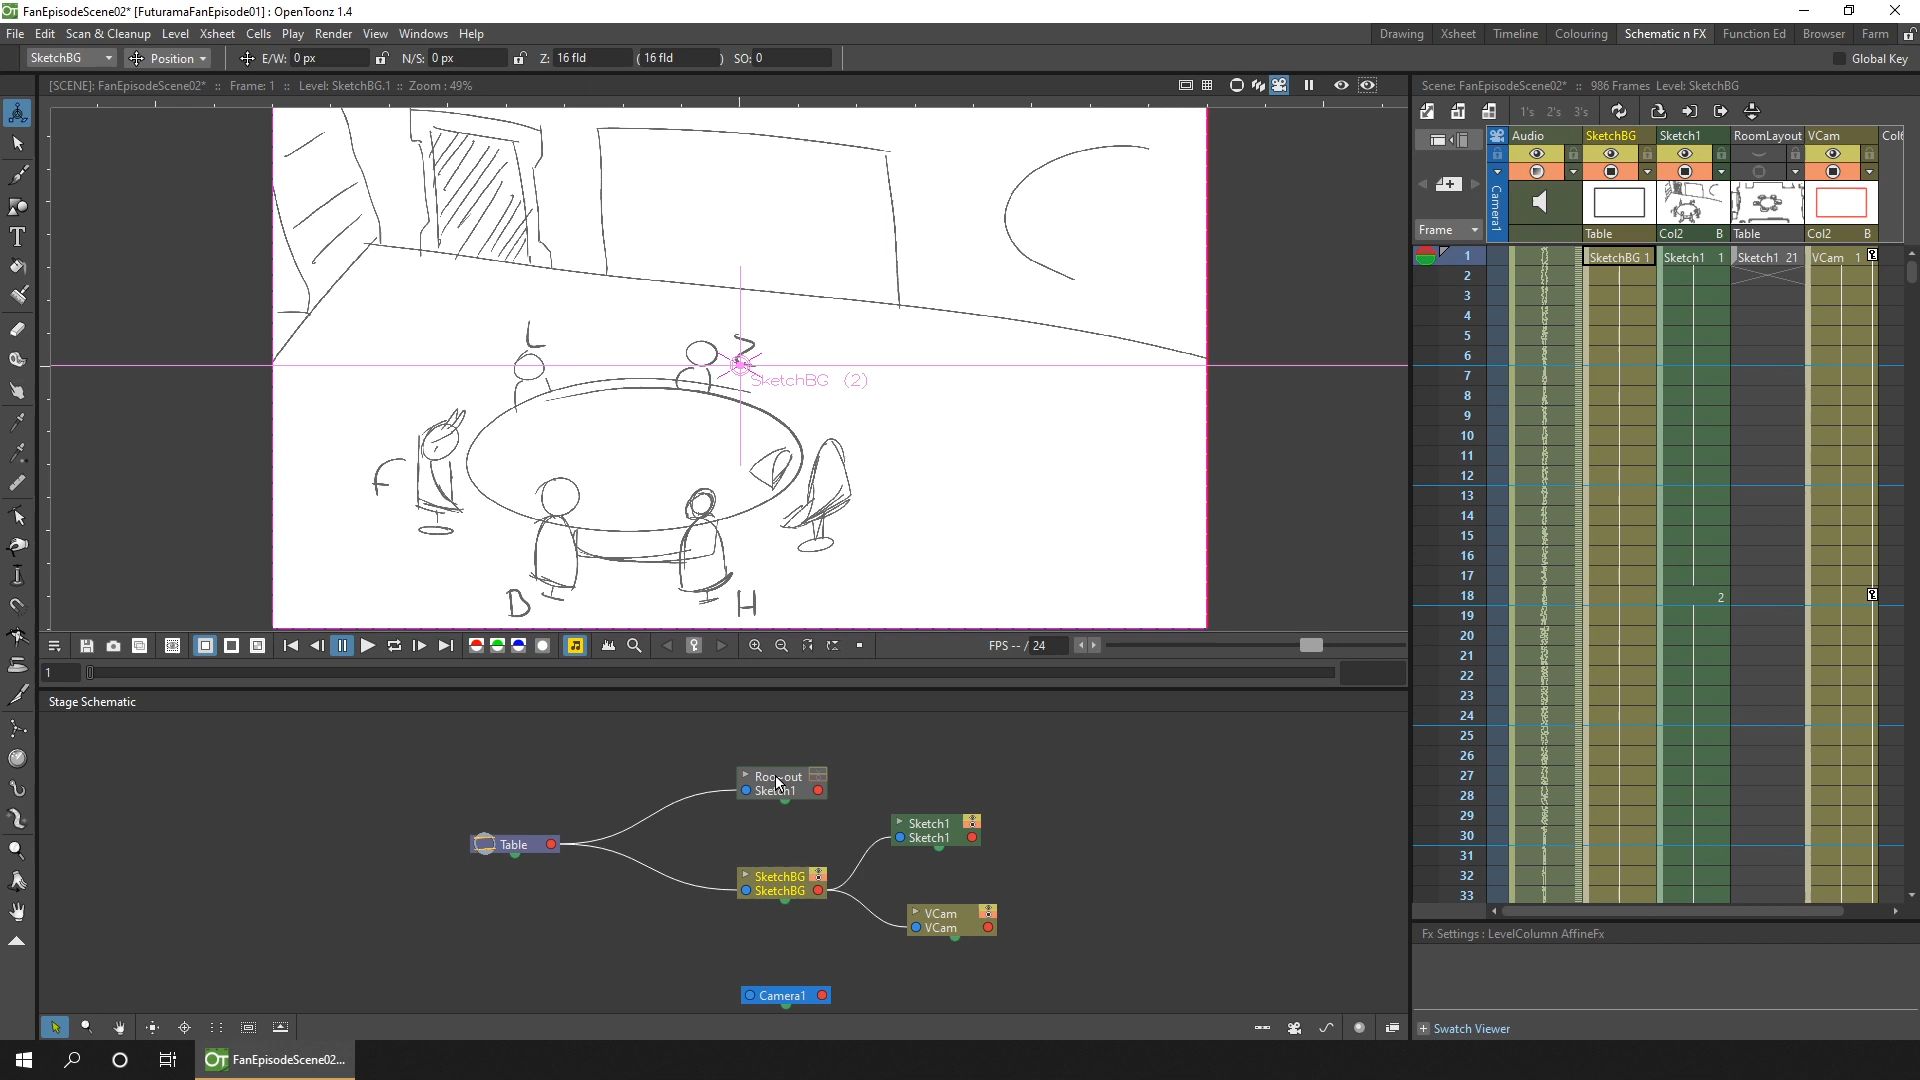 FanEpisodeScene02* [FuturamaFanEpisode01] : OpenToonz 1.4
File Edit Scan & Cleanup Level Xsheet Cells Play Render View Windows Help
Drawing Xsheet Timeline Schematic n FX Colouring Function Ed Browser Farm
SketchBG Position E/W: 0 px N/S: 0 px Z: 16 fld ( 16 fld ) SO: 0
Global Key
[SCENE]: FanEpisodeScene02* :: Frame: 1 :: Level: SketchBG.1 :: Zoom : 49%
Scene: FanEpisodeScene02* :: 986 Frames Level: SketchBG
1's 2's 3's
Audio SketchBG Sketch1 RoomLayout VCam
Camera1
Frame
Table Col2 B Table Col2 B
1 SketchBG 1 Sketch1 1 Sketch1 21 VCam 1
2
3
4
5
6
7
8
9
10
11
12
13
14
15
16
17
18 2
19
20
21
22
23
24
25
26
27
28
29
30
31
32
33
L
SketchBG (2)
F
B H
FPS -- / 24
1
Stage Schematic
Sketch1
Table
Sketch1
Sketch1
SketchBG
SketchBG
VCam
VCam
Camera1
Fx Settings : LevelColumn AffineFx
Swatch Viewer
OT FanEpisodeScene02...